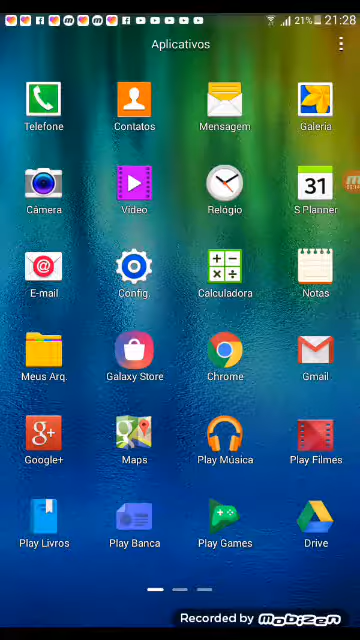 21% 21:28
Aplicativos
Telefone Contatos Mensagem Galeria
31
Câmera Vídeo Relógio S Planner
E-mail Config. Calculadora Notas
Meus Arq. Galaxy Store Chrome Gmail
g+
Google+ Maps Play Música Play Filmes
Play Livros Play Banca Play Games Drive
Recorded by Mobizen